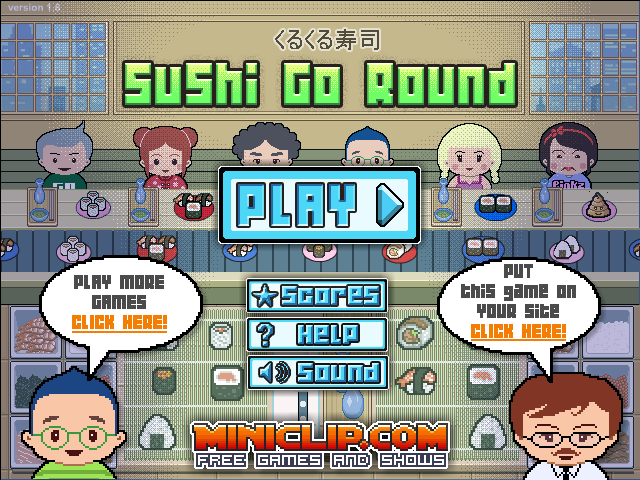 version 1.8
くるくる寿司
Sushi Go Round
PLAY
Scores
Help
Sound
PLAY MORE
GAMES
CLICK HERE!
PUT
this game on
YOUR SITE
CLICK HERE!
MINICLIP.COM
FREE GAMES AND SHOWS